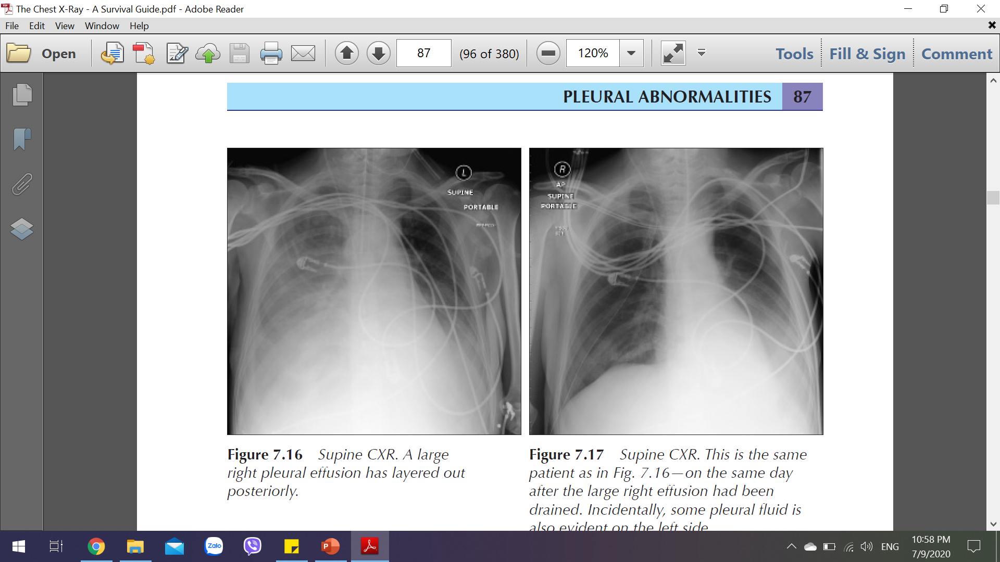 The Chest X-Ray - A Survival Guide.pdf - Adobe Reader
File Edit View Window Help
Open 87 (96 of 380) 120% Tools Fill & Sign Comment
PLEURAL ABNORMALITIES 87
L
SUPINE
PORTABLE
R
AP
SUPINE
PORTABLE
Figure 7.16 Supine CXR. A large
right pleural effusion has layered out
posteriorly.
Figure 7.17 Supine CXR. This is the same
patient as in Fig. 7.16—on the same day
after the large right effusion had been
drained. Incidentally, some pleural fluid is
also evident on the left side
Zalo
ENG
10:58 PM
7/9/2020